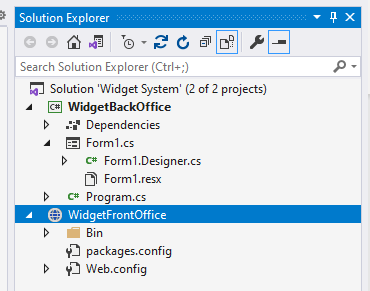 Solution Explorer
Search Solution Explorer (Ctrl+;)
Solution 'Widget System' (2 of 2 projects)
C# WidgetBackOffice
Dependencies
Form1.cs
C# Form1.Designer.cs
Form1.resx
C# Program.cs
WidgetFrontOffice
Bin
packages.config
Web.config